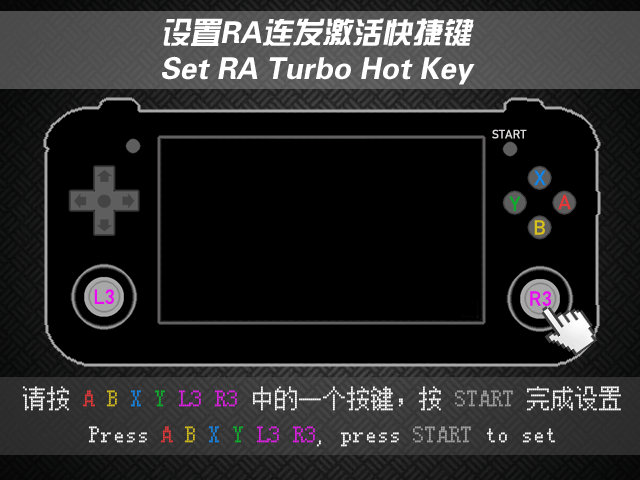 设置RA连发激活快捷键
Set RA Turbo Hot Key
START
X
Y A
B
L3 R3
请按 A B X Y L3 R3 中的一个按键，按 START 完成设置
Press A B X Y L3 R3, press START to set